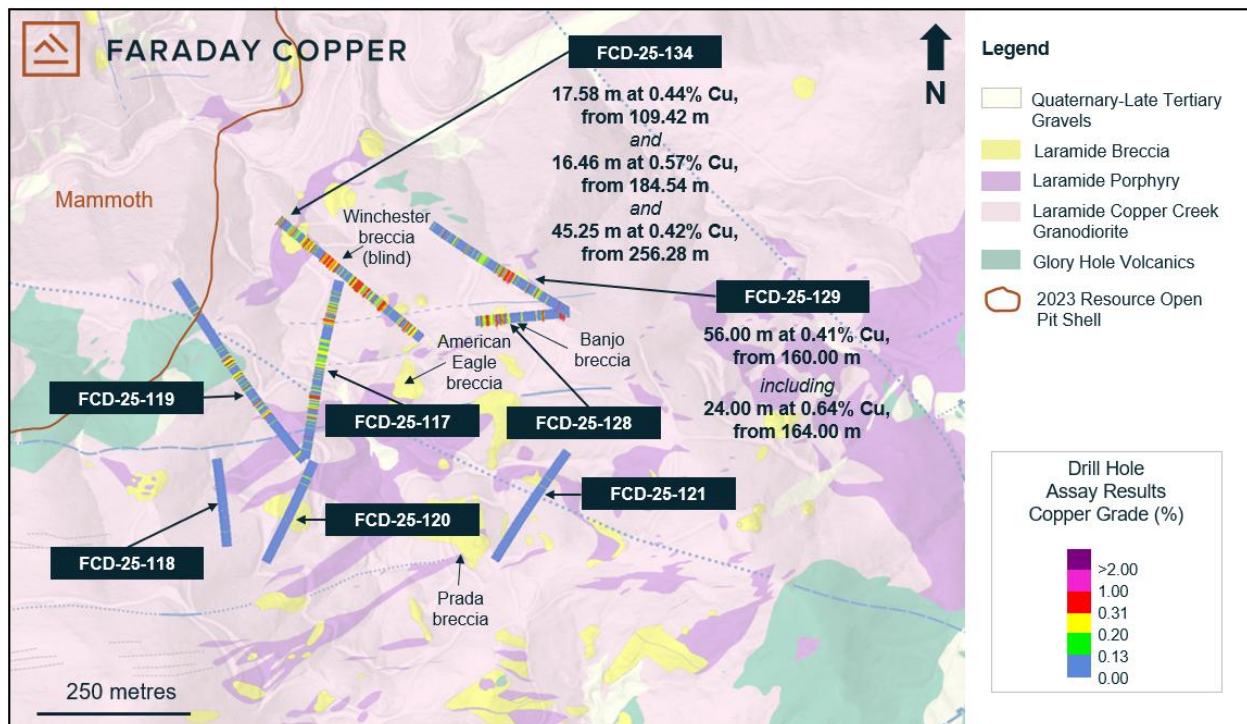 FARADAY COPPER
FCD-25-134
17.58 m at 0.44% Cu,
from 109.42 m
and
16.46 m at 0.57% Cu,
from 184.54 m
and
45.25 m at 0.42% Cu,
from 256.28 m
N
Mammoth
Winchester
breccia
(blind)
FCD-25-129
56.00 m at 0.41% Cu,
from 160.00 m
including
24.00 m at 0.64% Cu,
from 164.00 m
American
Eagle
breccia
Banjo
breccia
FCD-25-119
FCD-25-117
FCD-25-128
FCD-25-121
FCD-25-120
FCD-25-118
Prada
breccia
250 metres
Legend
Quaternary-Late Tertiary
Gravels
Laramide Breccia
Laramide Porphyry
Laramide Copper Creek
Granodiorite
Glory Hole Volcanics
2023 Resource Open
Pit Shell
Drill Hole
Assay Results
Copper Grade (%)
>2.00
1.00
0.31
0.20
0.13
0.00